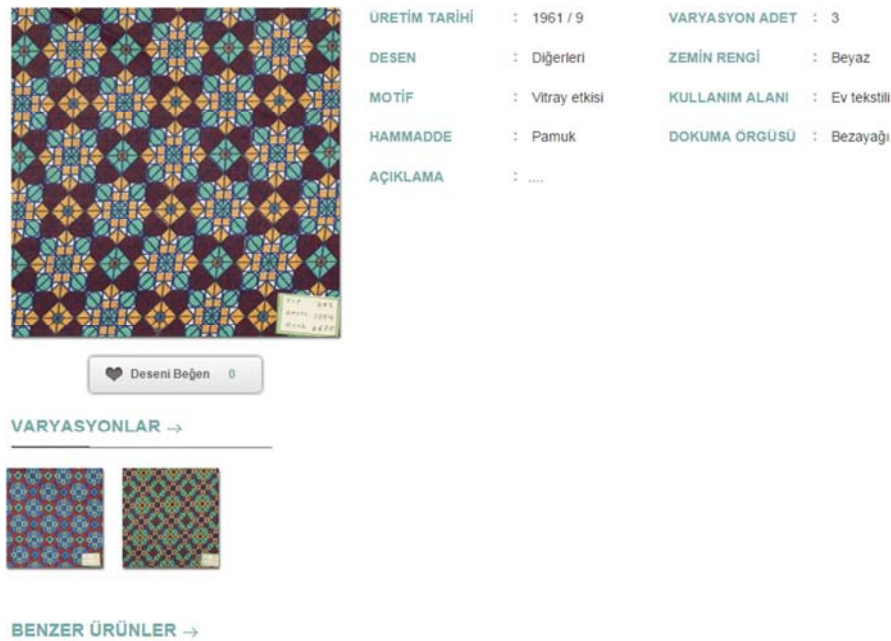 ÜRETİM TARİHİ : 1961 / 9 VARYASYON ADET : 3
DESEN : Diğerleri ZEMİN RENGİ : Beyaz
MOTİF : Vitray etkisi KULLANIM ALANI : Ev tekstili
HAMMADDE : Pamuk DOKUMA ÖRGÜSÜ : Bezayağı
AÇIKLAMA : ....
Deseni Beğen 0
VARYASYONLAR →
BENZER ÜRÜNLER →